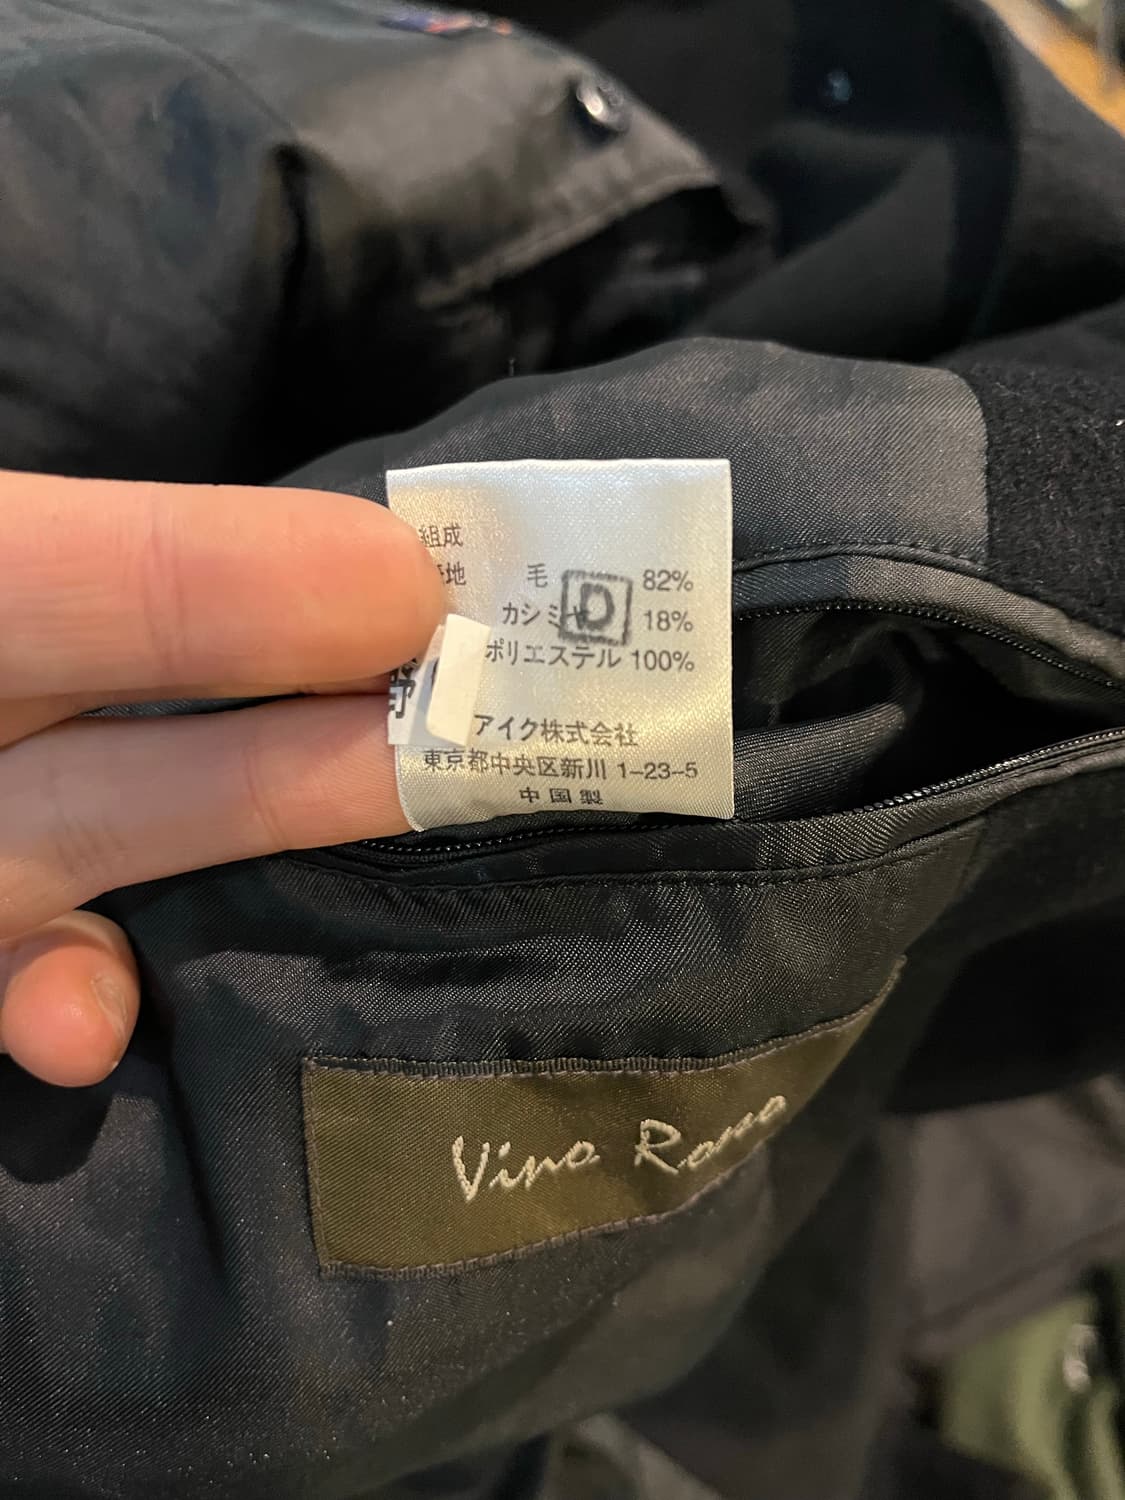 組成
地 毛 82%
カシミヤ 18%
ポリエステル 100%
D
アイク株式会社
東京都中央区新川 1-23-5
中国製
Vino Romo